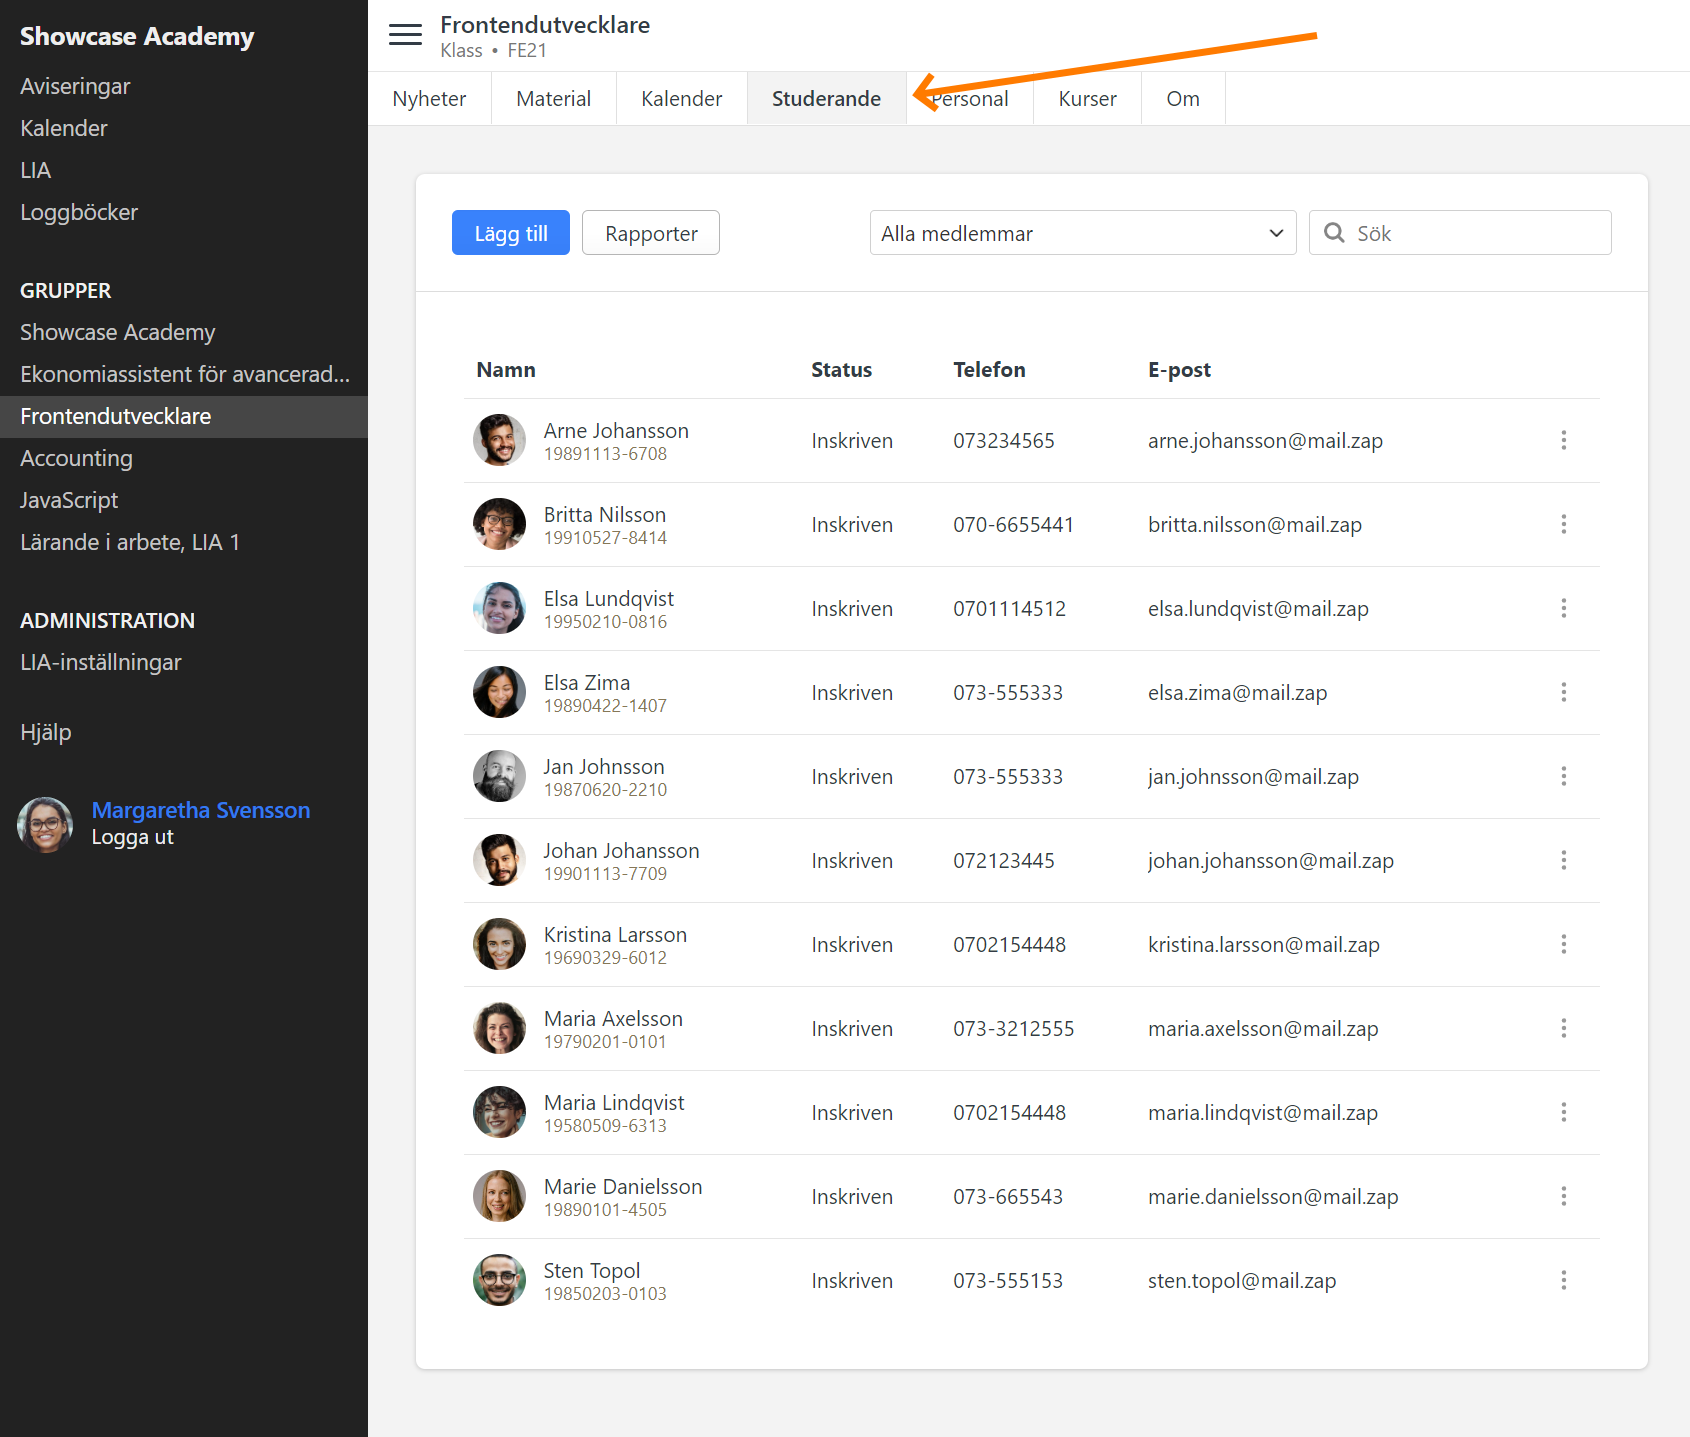 Showcase Academy
Aviseringar
Kalender
LIA
Loggböcker
GRUPPER
Showcase Academy
Ekonomiassistent för avancerad...
Frontendutvecklare
Accounting
JavaScript
Lärande i arbete, LIA 1
ADMINISTRATION
LIA-inställningar
Hjälp
Margaretha Svensson
Logga ut
Frontendutvecklare
Klass • FE21
Nyheter Material Kalender Studerande Personal Kurser Om
Lägg till Rapporter Alla medlemmar Sök
Namn Status Telefon E-post
Arne Johansson
19891113-6708
Inskriven 073234565 arne.johansson@mail.zap
Britta Nilsson
19910527-8414
Inskriven 070-6655441 britta.nilsson@mail.zap
Elsa Lundqvist
19950210-0816
Inskriven 0701114512 elsa.lundqvist@mail.zap
Elsa Zima
19890422-1407
Inskriven 073-555333 elsa.zima@mail.zap
Jan Johnsson
19870620-2210
Inskriven 073-555333 jan.johnsson@mail.zap
Johan Johansson
19901113-7709
Inskriven 072123445 johan.johansson@mail.zap
Kristina Larsson
19690329-6012
Inskriven 0702154448 kristina.larsson@mail.zap
Maria Axelsson
19790201-0101
Inskriven 073-3212555 maria.axelsson@mail.zap
Maria Lindqvist
19580509-6313
Inskriven 0702154448 maria.lindqvist@mail.zap
Marie Danielsson
19890101-4505
Inskriven 073-665543 marie.danielsson@mail.zap
Sten Topol
19850203-0103
Inskriven 073-555153 sten.topol@mail.zap